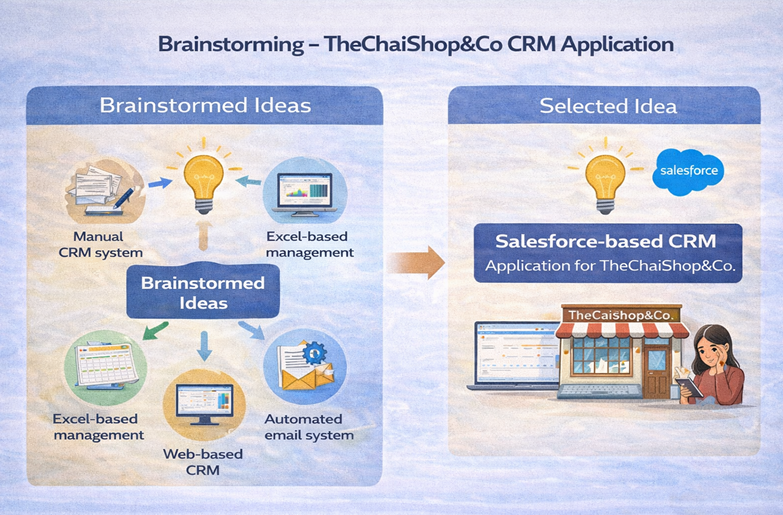 Brainstorming – TheChaiShop&Co CRM Application
Brainstormed Ideas
Manual
CRM system
Excel-based
management
Brainstormed
Ideas
Excel-based
management
Web-based
CRM
Automated
email system
Selected Idea
salesforce
Salesforce-based CRM
Application for TheChaiShop&Co.
TheCaishop&Co.